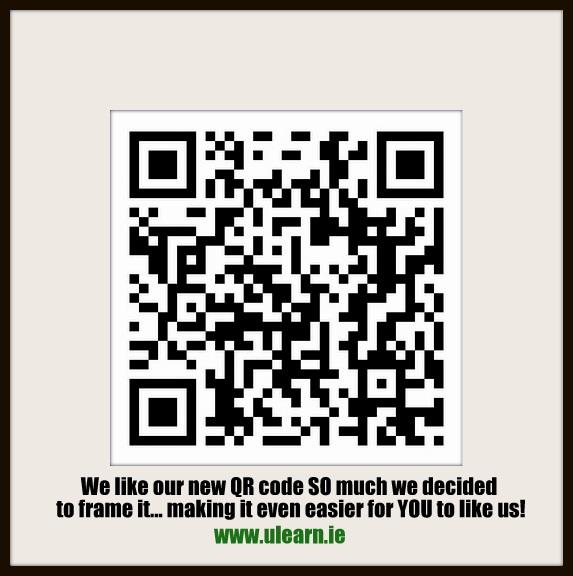 We like our new QR code SO much we decided
to frame it... making it even easier for YOU to like us!
www.ulearn.ie